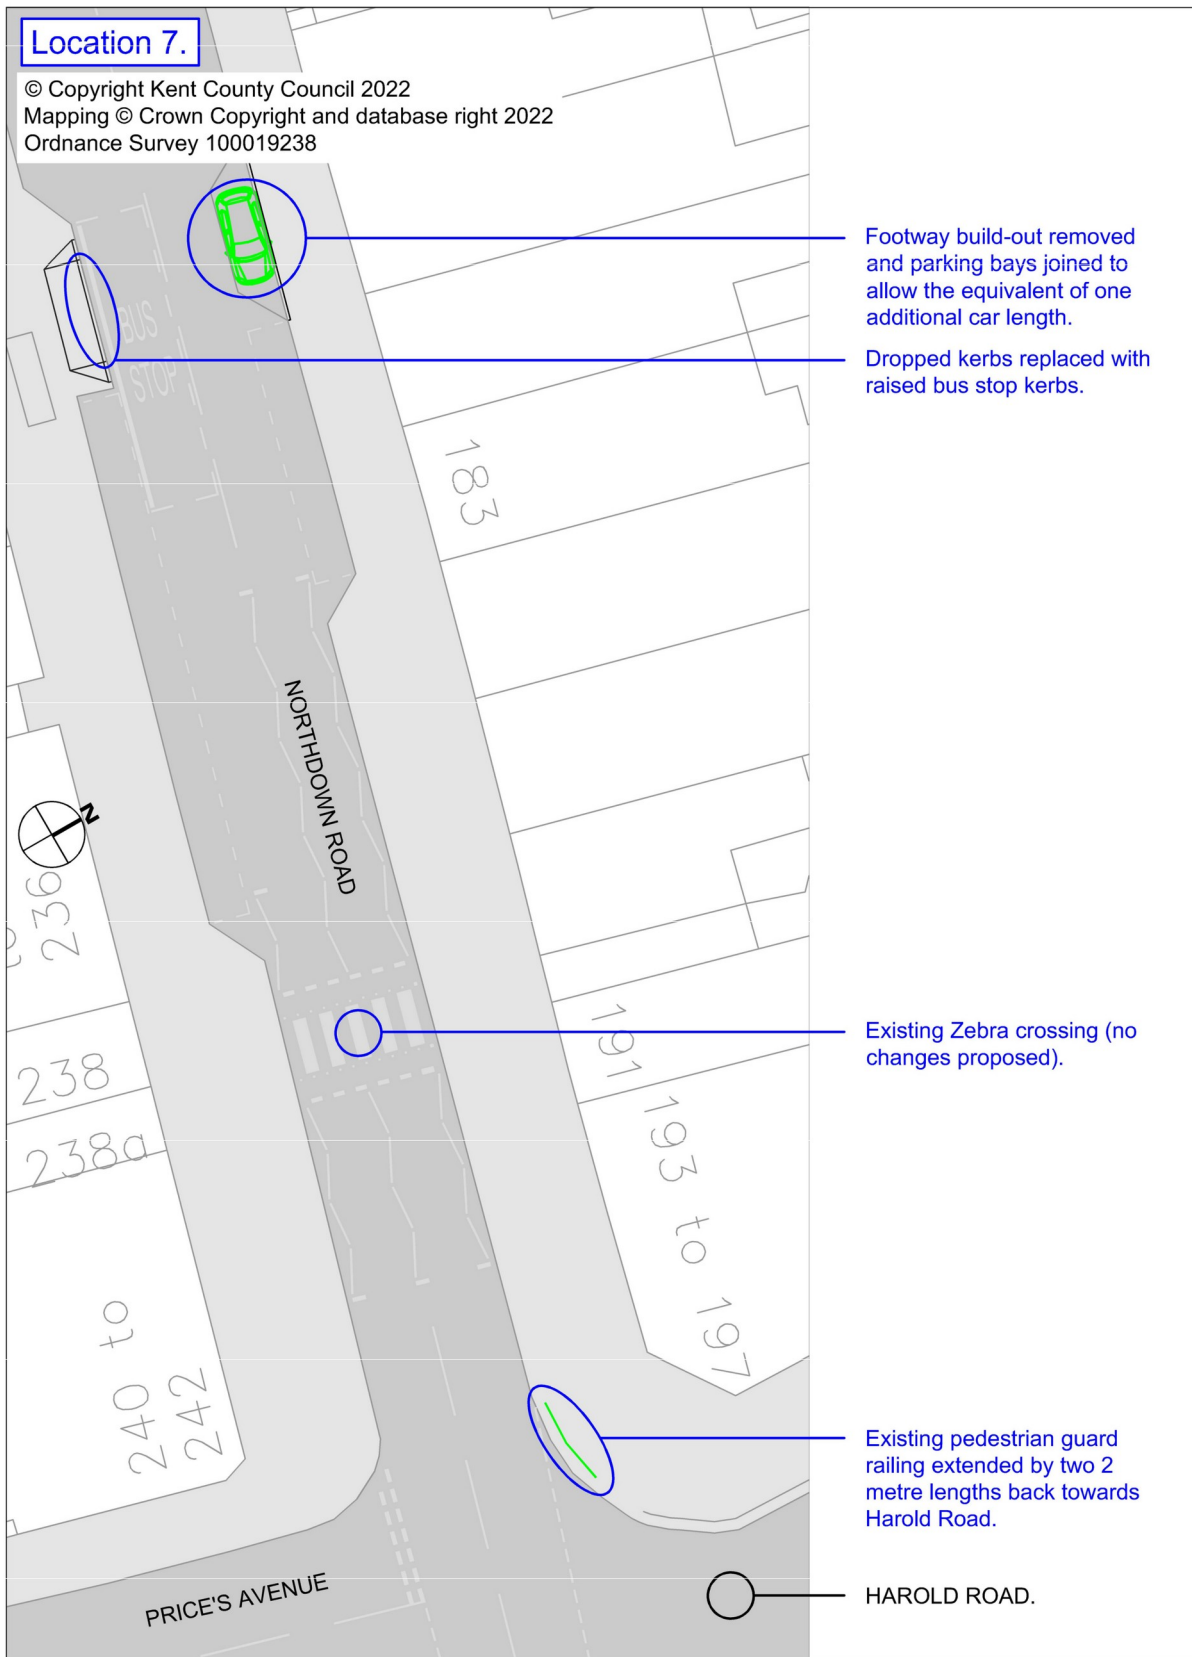 Location 7.
© Copyright Kent County Council 2022
Mapping © Crown Copyright and database right 2022
Ordnance Survey 100019238
Footway build-out removed
and parking bays joined to
allow the equivalent of one
additional car length.
BUS
STOP
Dropped kerbs replaced with
raised bus stop kerbs.
183
NORTHDOWN ROAD
N
236
238
238a
191
Existing Zebra crossing (no
changes proposed).
193 to 197
240 to
242
Existing pedestrian guard
railing extended by two 2
metre lengths back towards
Harold Road.
PRICE'S AVENUE
HAROLD ROAD.